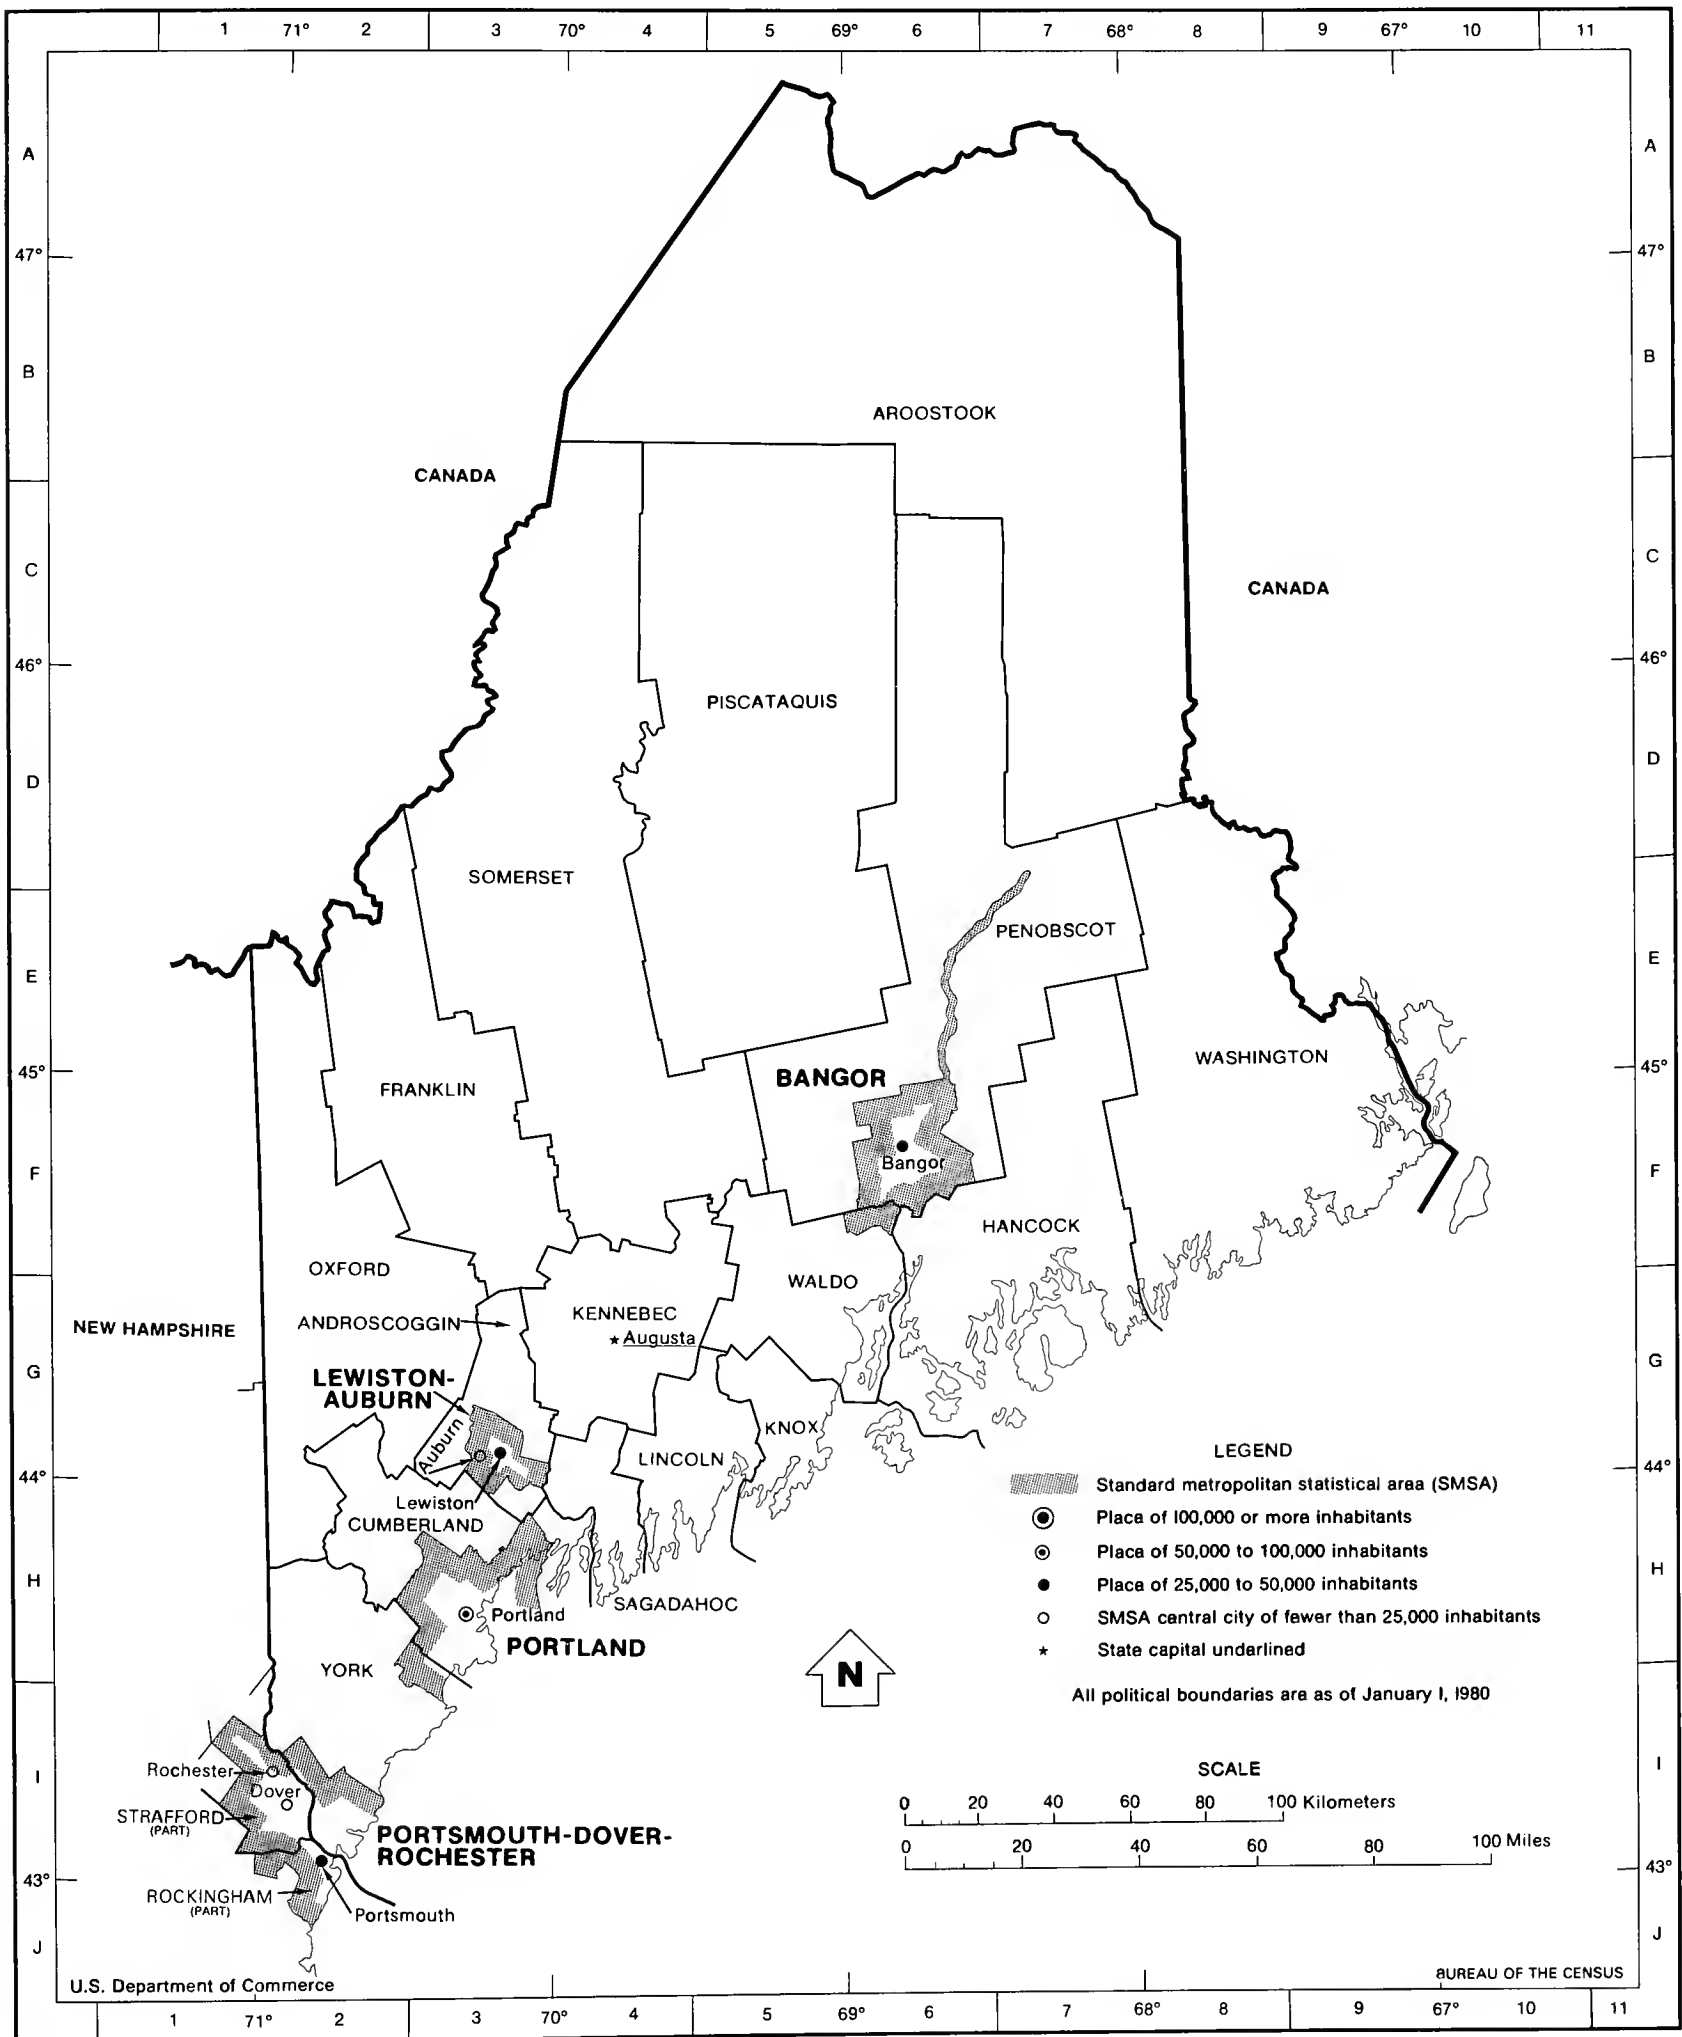 1 71° 2 3 70° 4 5 69° 6 7 68° 8 9 67° 10 11
A A
47° 47°
B B
AROOSTOOK
CANADA
C C
CANADA
46° 46°
PISCATAQUIS
D D
SOMERSET
PENOBSCOT
E E
WASHINGTON
45° 45°
BANGOR
FRANKLIN
Bangor
F F
HANCOCK
OXFORD
WALDO
KENNEBEC
ANDROSCOGGIN
NEW HAMPSHIRE
Augusta
G G
LEWISTON-
AUBURN
KNOX
Auburn
LINCOLN
44° 44°
Lewiston
CUMBERLAND
LEGEND
Standard metropolitan statistical area (SMSA)
Place of 100,000 or more inhabitants
Place of 50,000 to 100,000 inhabitants
Place of 25,000 to 50,000 inhabitants
SMSA central city of fewer than 25,000 inhabitants
State capital underlined
All political boundaries are as of January 1, 1980
H H
SAGADAHOC
Portland
PORTLAND
N
YORK
SCALE
0 20 40 60 80 100 Kilometers
0 20 40 60 80 100 Miles
I I
Rochester
Dover
STRAFFORD
(PART)
PORTSMOUTH-DOVER-
ROCHESTER
43° 43°
ROCKINGHAM
(PART)
Portsmouth
J J
U.S. Department of Commerce
BUREAU OF THE CENSUS
1 71° 2 3 70° 4 5 69° 6 7 68° 8 9 67° 10 11